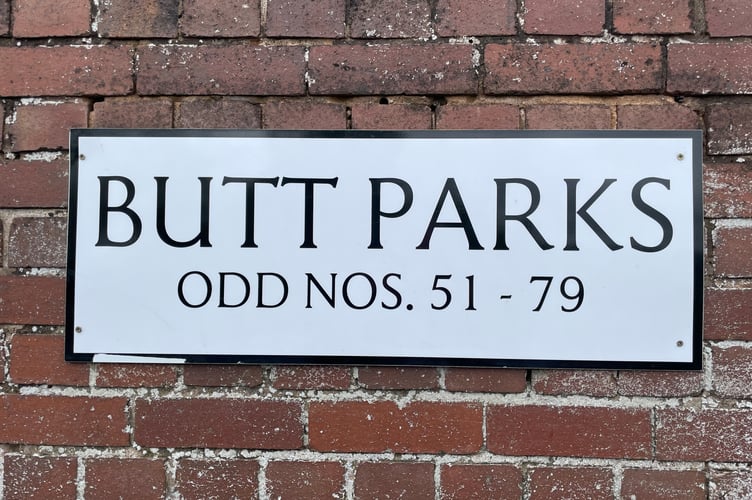 BUTT PARKS
ODD NOS. 51 - 79